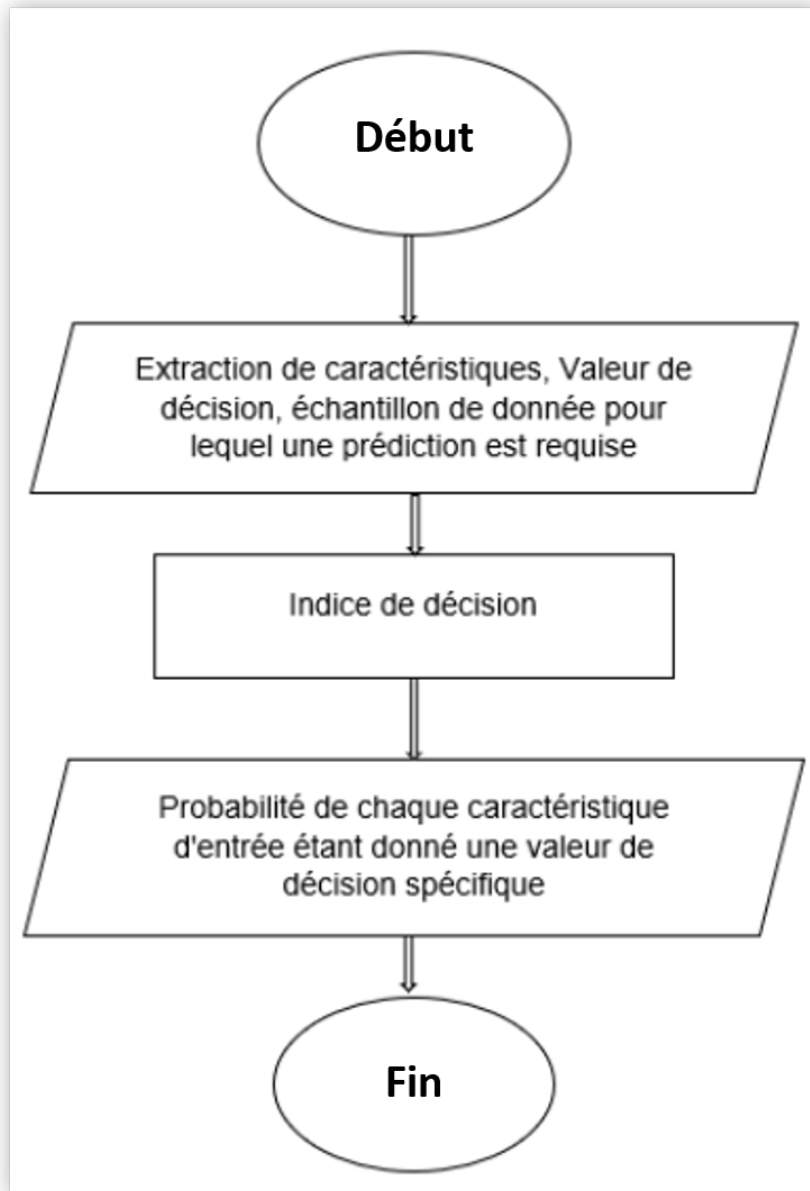 Début
Extraction de caractéristiques, Valeur de
décision, échantillon de donnée pour
lequel une prédiction est requise
Indice de décision
Probabilité de chaque caractéristique
d'entrée étant donné une valeur de
décision spécifique
Fin